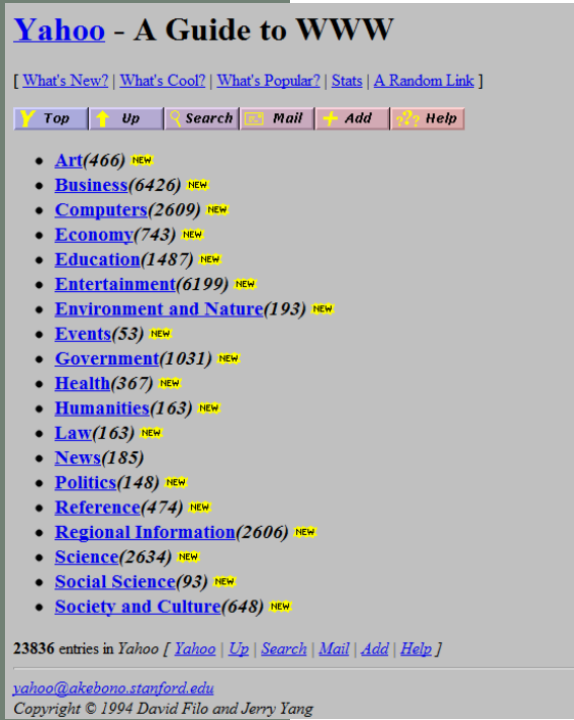 Yahoo - A Guide to WWW
[ What's New? | What's Cool? | What's Popular? | Stats | A Random Link ]
Y Top Up Search Mail Add ??? Help
Art(466) NEW
Business(6426) NEW
Computers(2609) NEW
Economy(743) NEW
Education(1487) NEW
Entertainment(6199) NEW
Environment and Nature(193) NEW
Events(53) NEW
Government(1031) NEW
Health(367) NEW
Humanities(163) NEW
Law(163) NEW
News(185)
Politics(148) NEW
Reference(474) NEW
Regional Information(2606) NEW
Science(2634) NEW
Social Science(93) NEW
Society and Culture(648) NEW
23836 entries in Yahoo [ Yahoo | Up | Search | Mail | Add | Help ]
yahoo@akebono.stanford.edu
Copyright © 1994 David Filo and Jerry Yang